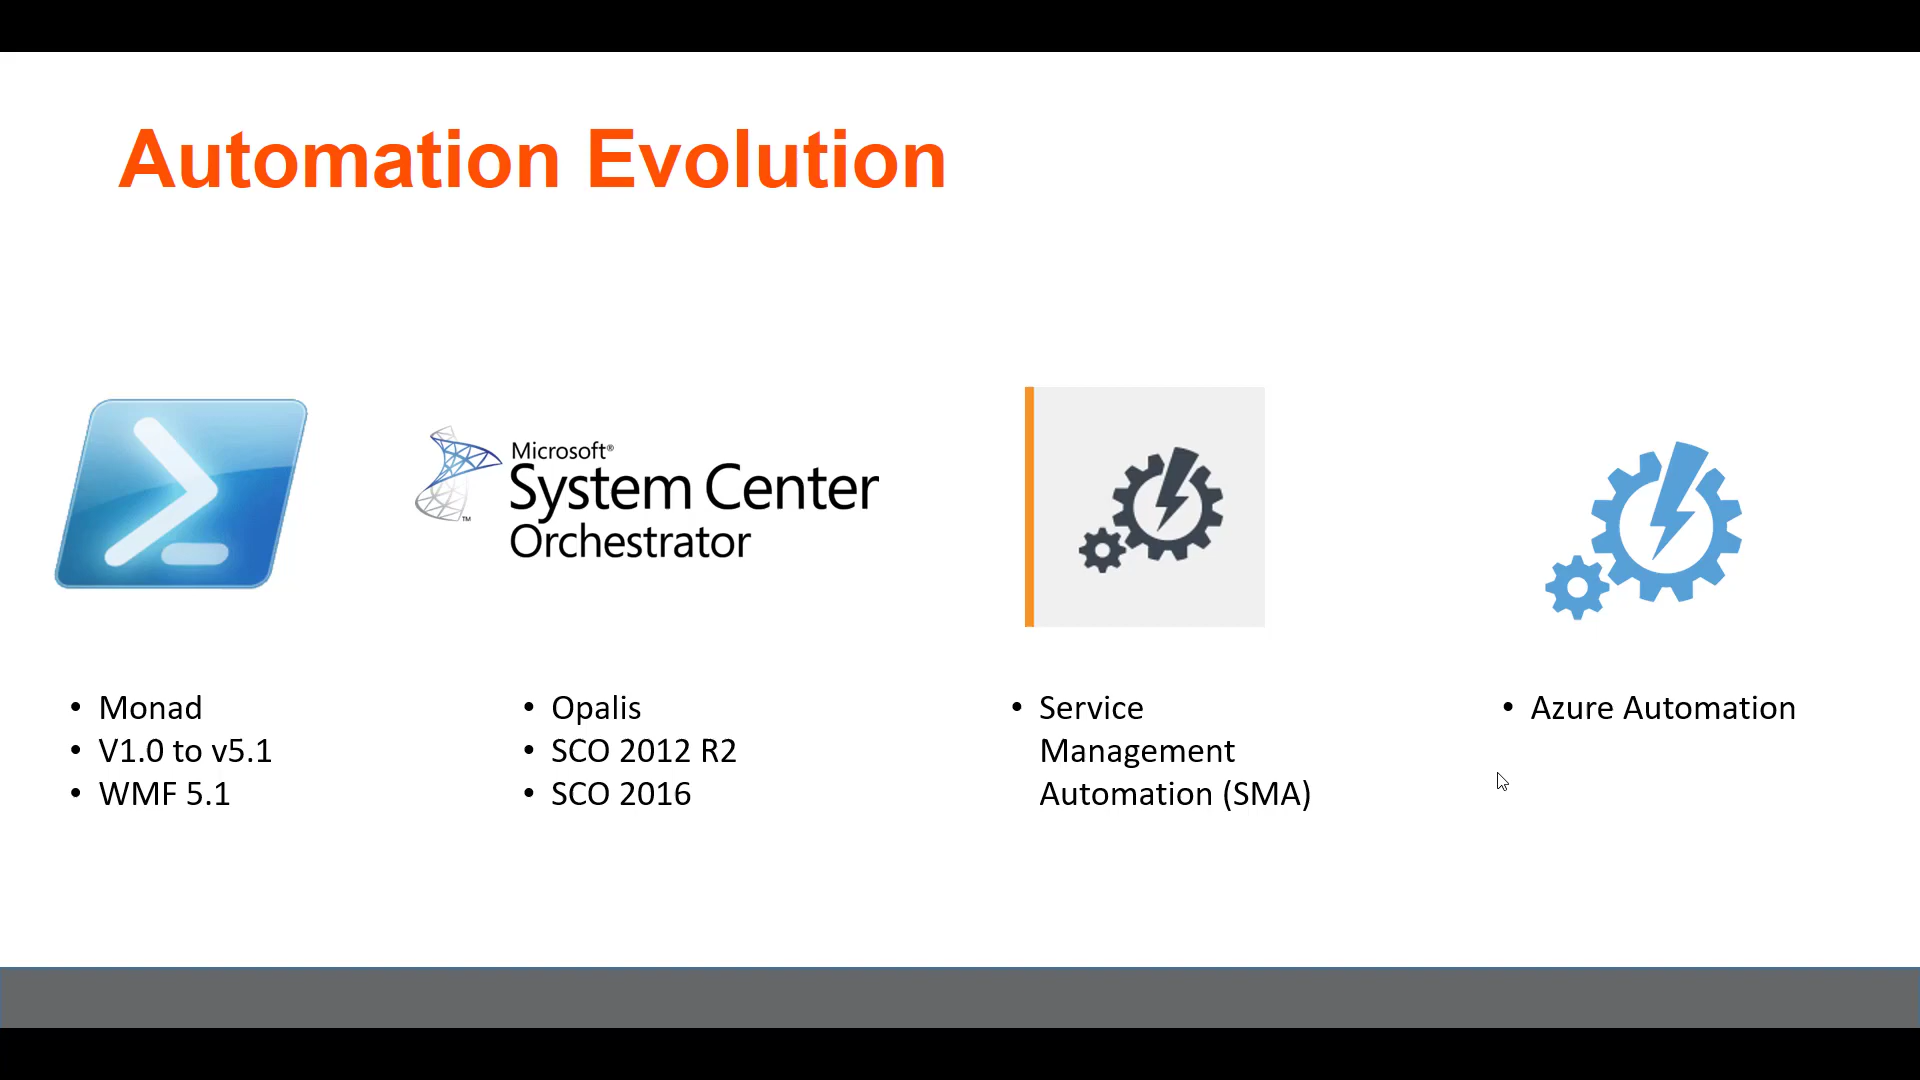 Automation Evolution
Microsoft®
System Center
Orchestrator
TM
• Monad
• V1.0 to v5.1
• WMF 5.1
• Opalis
• SCO 2012 R2
• SCO 2016
• Service
Management
Automation (SMA)
• Azure Automation